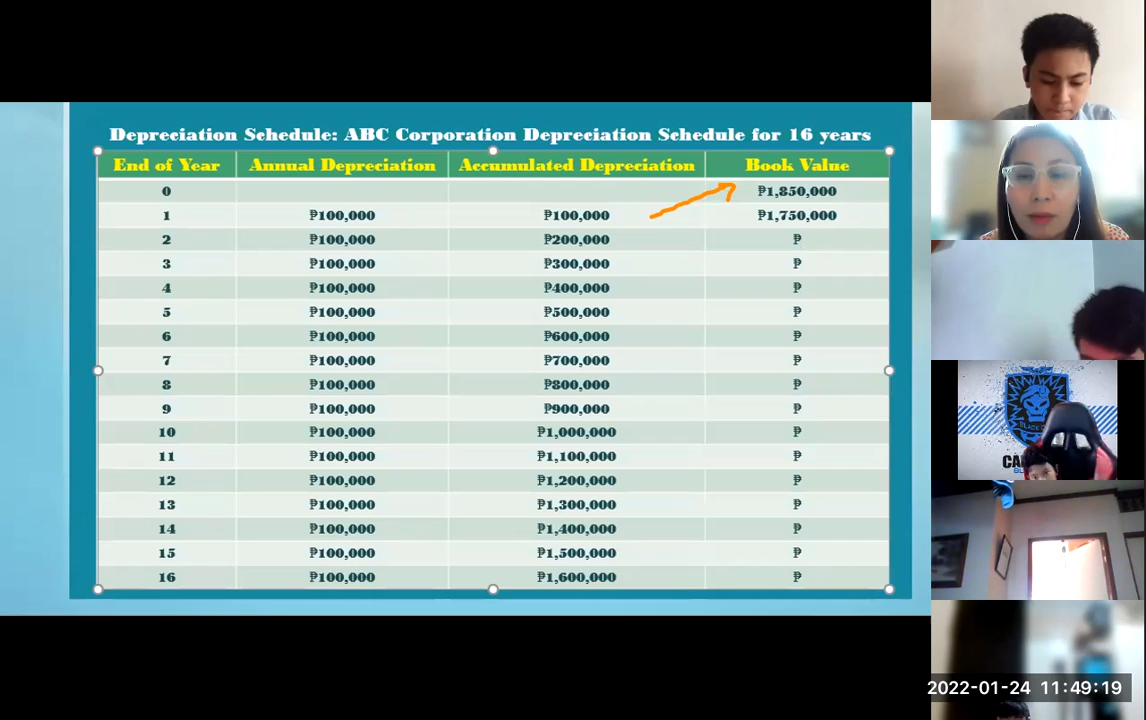 Depreciation Schedule: ABC Corporation Depreciation Schedule for 16 years
End of Year Annual Depreciation Accumulated Depreciation Book Value
0 ₱1,850,000
1 ₱100,000 ₱100,000 ₱1,750,000
2 ₱100,000 ₱200,000 ₱
3 ₱100,000 ₱300,000 ₱
4 ₱100,000 ₱400,000 ₱
5 ₱100,000 ₱500,000 ₱
6 ₱100,000 ₱600,000 ₱
7 ₱100,000 ₱700,000 ₱
8 ₱100,000 ₱800,000 ₱
9 ₱100,000 ₱900,000 ₱
10 ₱100,000 ₱1,000,000 ₱
11 ₱100,000 ₱1,100,000 ₱
12 ₱100,000 ₱1,200,000 ₱
13 ₱100,000 ₱1,300,000 ₱
14 ₱100,000 ₱1,400,000 ₱
15 ₱100,000 ₱1,500,000 ₱
16 ₱100,000 ₱1,600,000 ₱
2022-01-24 11:49:19